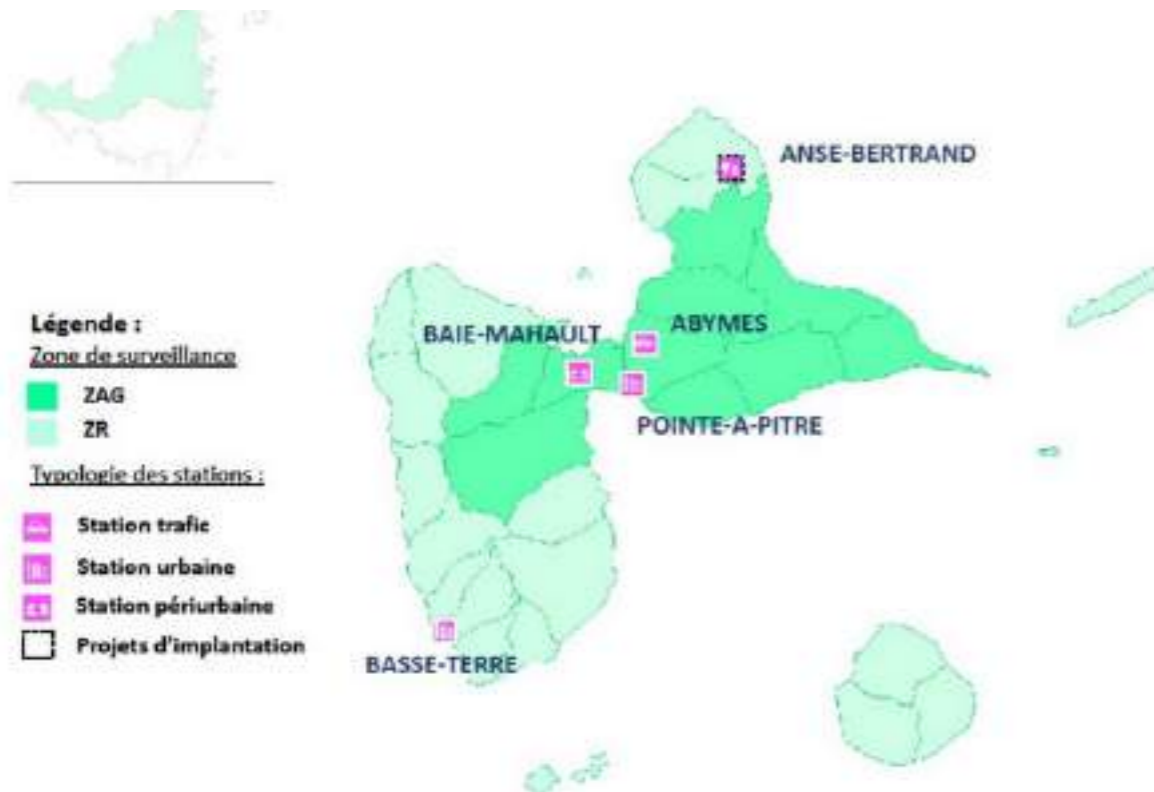 ANSE-BERTRAND
ABYMES
BAIE-MAHAULT
POINTE-A-PITRE
BASSE-TERRE
Légende :
Zone de surveillance
ZAG
ZR
Typologie des stations :
Station trafic
Station urbaine
Station périurbaine
Projets d'implantation